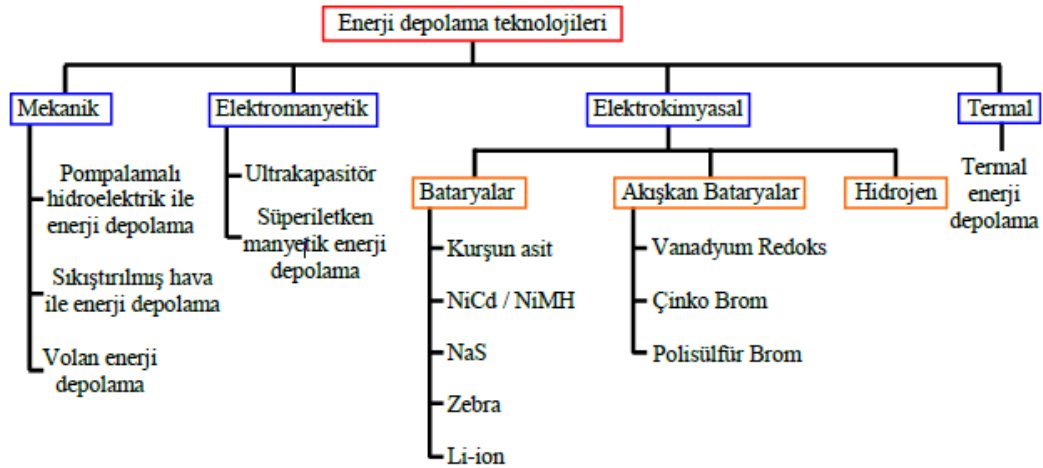 Enerji depolama teknolojileri
Mekanik
Elektromanyetik
Elektrokimyasal
Termal
Pompalamalı
hidroelektrik ile
enerji depolama
Sıkıştırılmış hava
ile enerji depolama
Volan enerji
depolama
Ultrakapasitör
Süperiletken
manyetik enerji
depolama
Bataryalar
Akışkan Bataryalar
Hidrojen
Kurşun asit
NiCd / NiMH
NaS
Zebra
Li-ion
Vanadyum Redoks
Çinko Brom
Polisülfür Brom
Termal
enerji
depolama